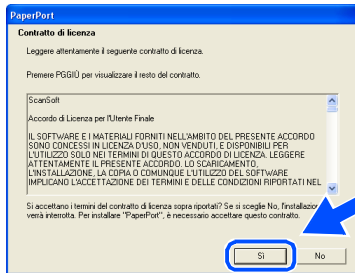 PaperPort
Contratto di licenza
Leggere attentamente il seguente contratto di licenza.
Premere PGGIÙ per visualizzare il resto del contratto.
ScanSoft
Accordo di Licenza per l'Utente Finale
IL SOFTWARE E I MATERIALI FORNITI NELL'AMBITO DEL PRESENTE ACCORDO
SONO CONCESSI IN LICENZA D'USO, NON VENDUTI, E DISPONIBILI PER
L'UTILIZZO SOLO NEI TERMINI DI QUESTO ACCORDO DI LICENZA. LEGGERE
ATTENTAMENTE IL PRESENTE ACCORDO. LO SCARICAMENTO,
L'INSTALLAZIONE, LA COPIA O COMUNQUE L'UTILIZZO DEL SOFTWARE
IMPLICANO L'ACCETTAZIONE DEI TERMINI E DELLE CONDIZIONI RIPORTATI NEL
Si accettano i termini del contratto di licenza sopra riportati? Se si sceglie No, l'installazione
verrà interrotta. Per installare "PaperPort", è necessario accettare questo contratto.
Sì
No